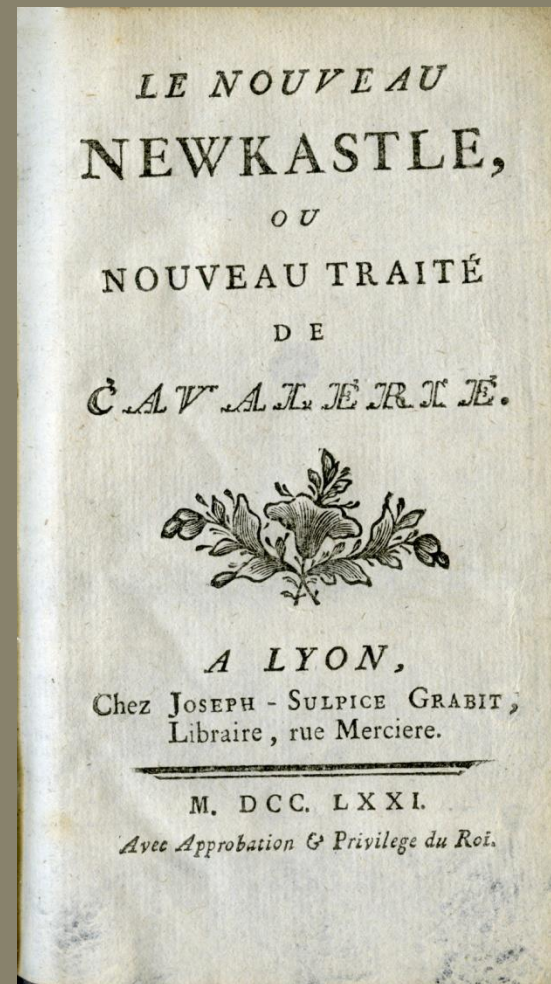 LE NOUVEAU
NEWKASTLE,
OU
NOUVEAU TRAITÉ
DE
CAVALERIE.
A LYON,
Chez JOSEPH - SULPICE GRABIT,
Libraire, rue Merciere.
M. DCC. LXXI.
Avec Approbation & Privilege du Roi.